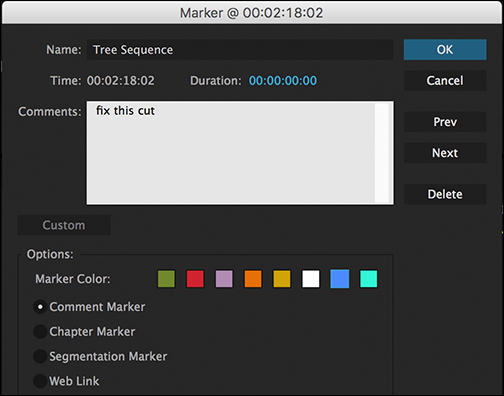 Marker @ 00:02:18:02
Name: Tree Sequence OK
Time: 00:02:18:02 Duration: 00:00:00:00 Cancel
Comments: fix this cut
Prev
Next
Delete
Custom
Options:
Marker Color:
Comment Marker
Chapter Marker
Segmentation Marker
Web Link